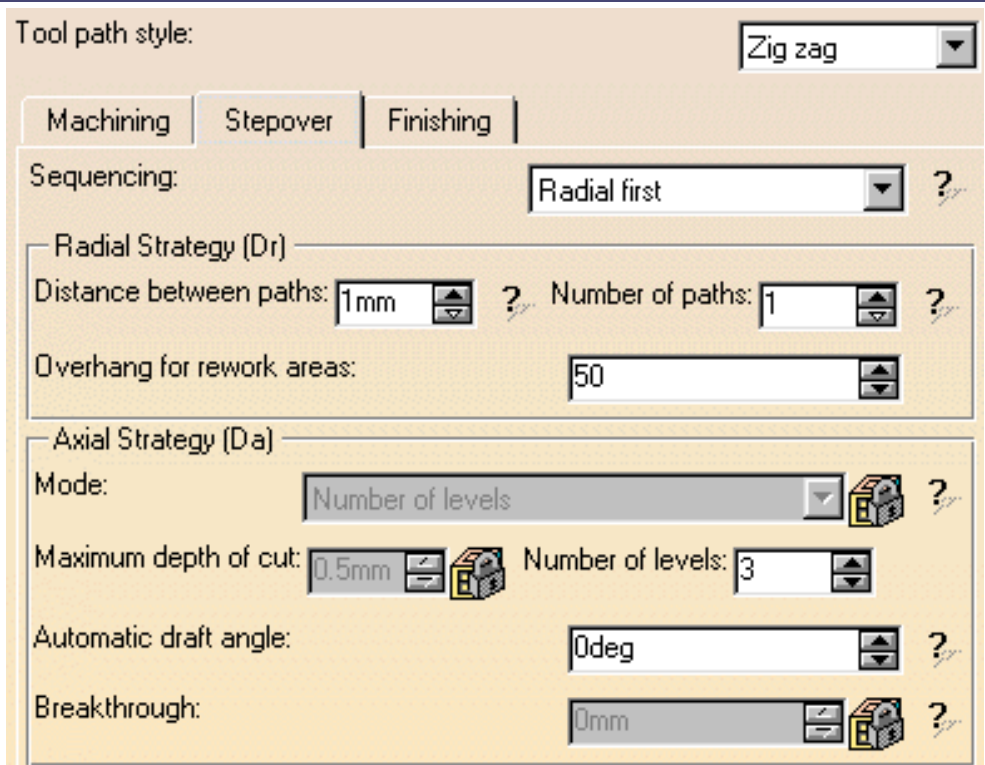 Tool path style: Zig zag
Machining Stepover Finishing
Sequencing: Radial first ?
Radial Strategy (Dr)
Distance between paths: 1mm ? Number of paths: 1 ?
Overhang for rework areas: 50
Axial Strategy (Da)
Mode: Number of levels ?
Maximum depth of cut: 0.5mm Number of levels: 3
Automatic draft angle: 0deg ?
Breakthrough: 0mm ?